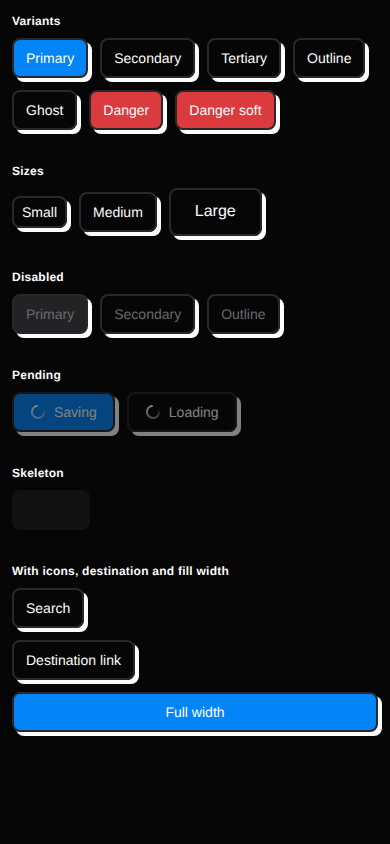 Variants
Primary Secondary Tertiary Outline
Ghost Danger Danger soft
Sizes
Small Medium Large
Disabled
Primary Secondary Outline
Pending
Saving Loading
Skeleton
With icons, destination and fill width
Search
Destination link
Full width